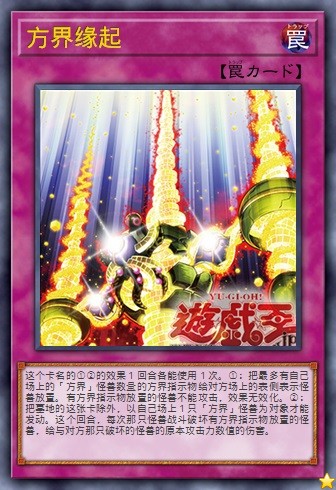 方界缘起
トラップ
罠
【罠カード】
YU-GI-OH!
遊戯王
这个卡名的①②的效果1回合各能使用1次。①：把最多有自己
场上的「方界」怪兽数量的方界指示物给对方场上的表侧表示怪
兽放置。有方界指示物放置的怪兽不能攻击，效果无效化。②：
把墓地的这张卡除外，以自己场上1只「方界」怪兽为对象才能
发动。这个回合，每次那只怪兽战斗破坏有方界指示物放置的怪
兽，给与对方那只破坏的怪兽的原本攻击力数值的伤害。